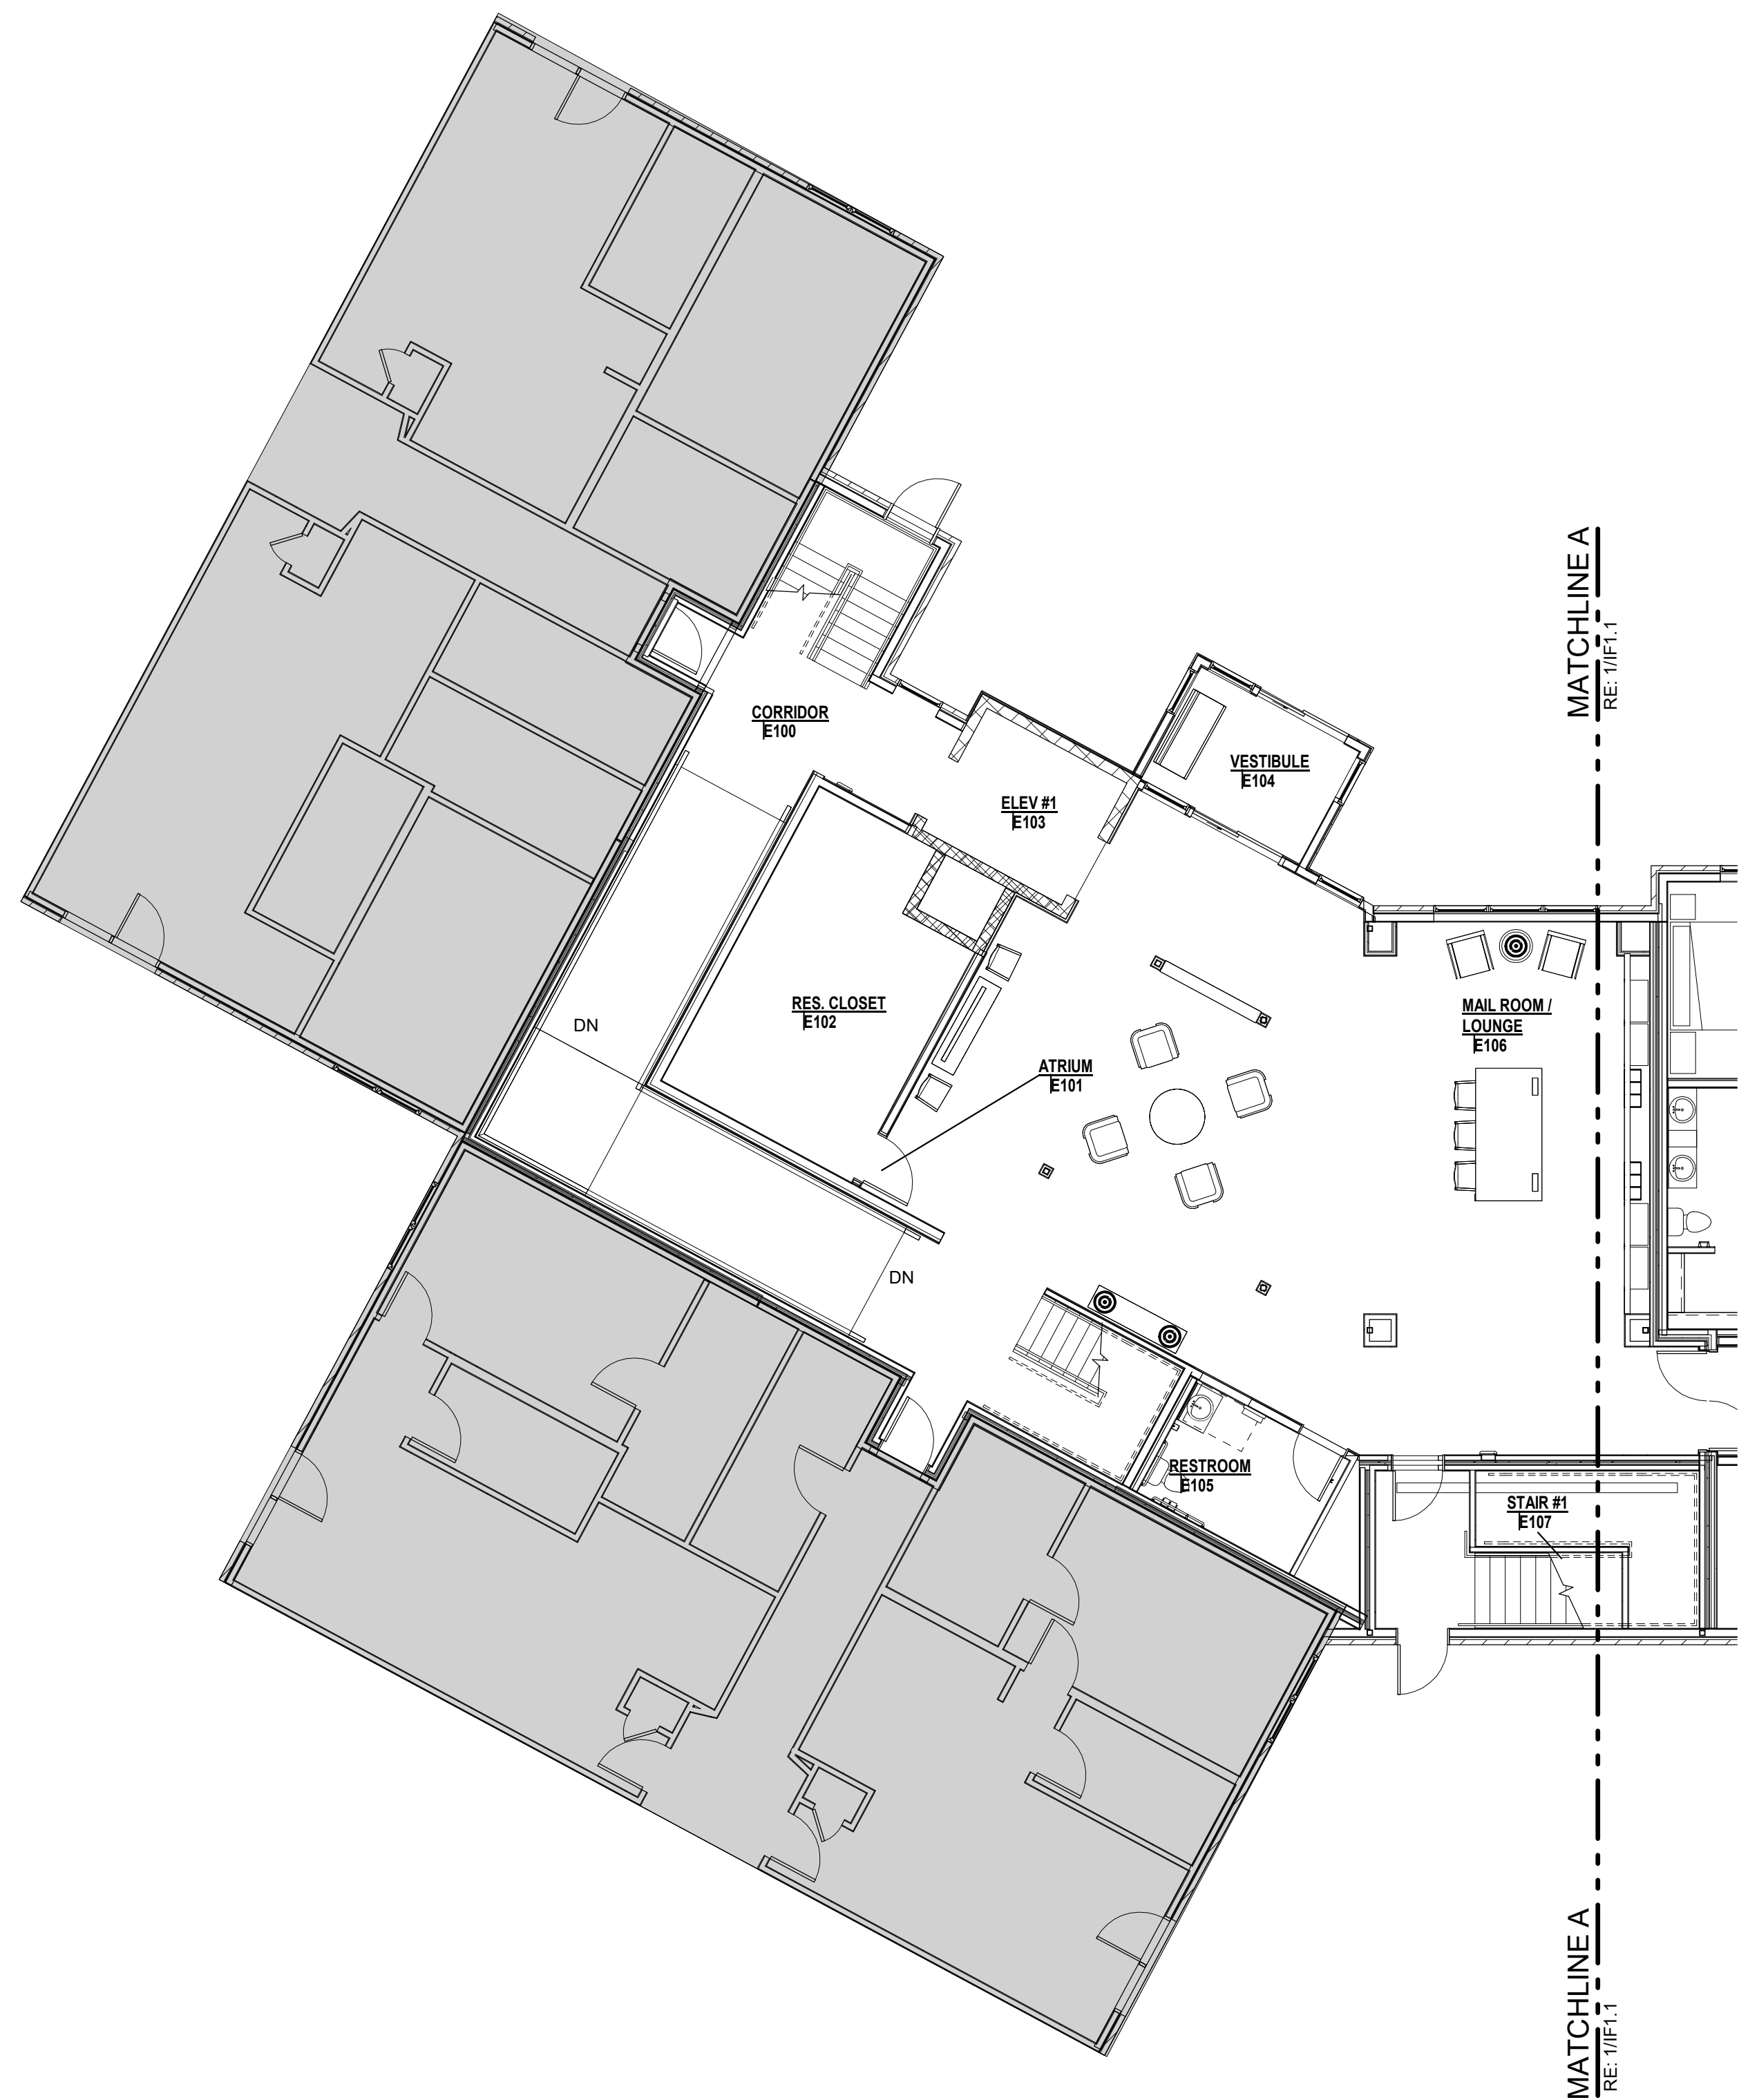 MATCHLINE A
RE: 1/IF1.1
CORRIDOR
E100
VESTIBULE
E104
ELEV #1
E103
RES. CLOSET
E102
MAIL ROOM /
LOUNGE
E106
DN
ATRIUM
E101
DN
RESTROOM
E105
STAIR #1
E107
MATCHLINE A
RE: 1/IF1.1